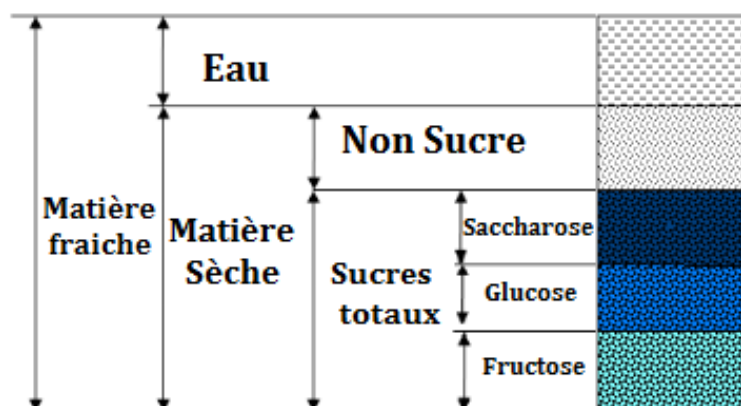 Eau
Non Sucre
Matière
fraiche
Matière
Sèche
Sucres
totaux
Saccharose
Glucose
Fructose